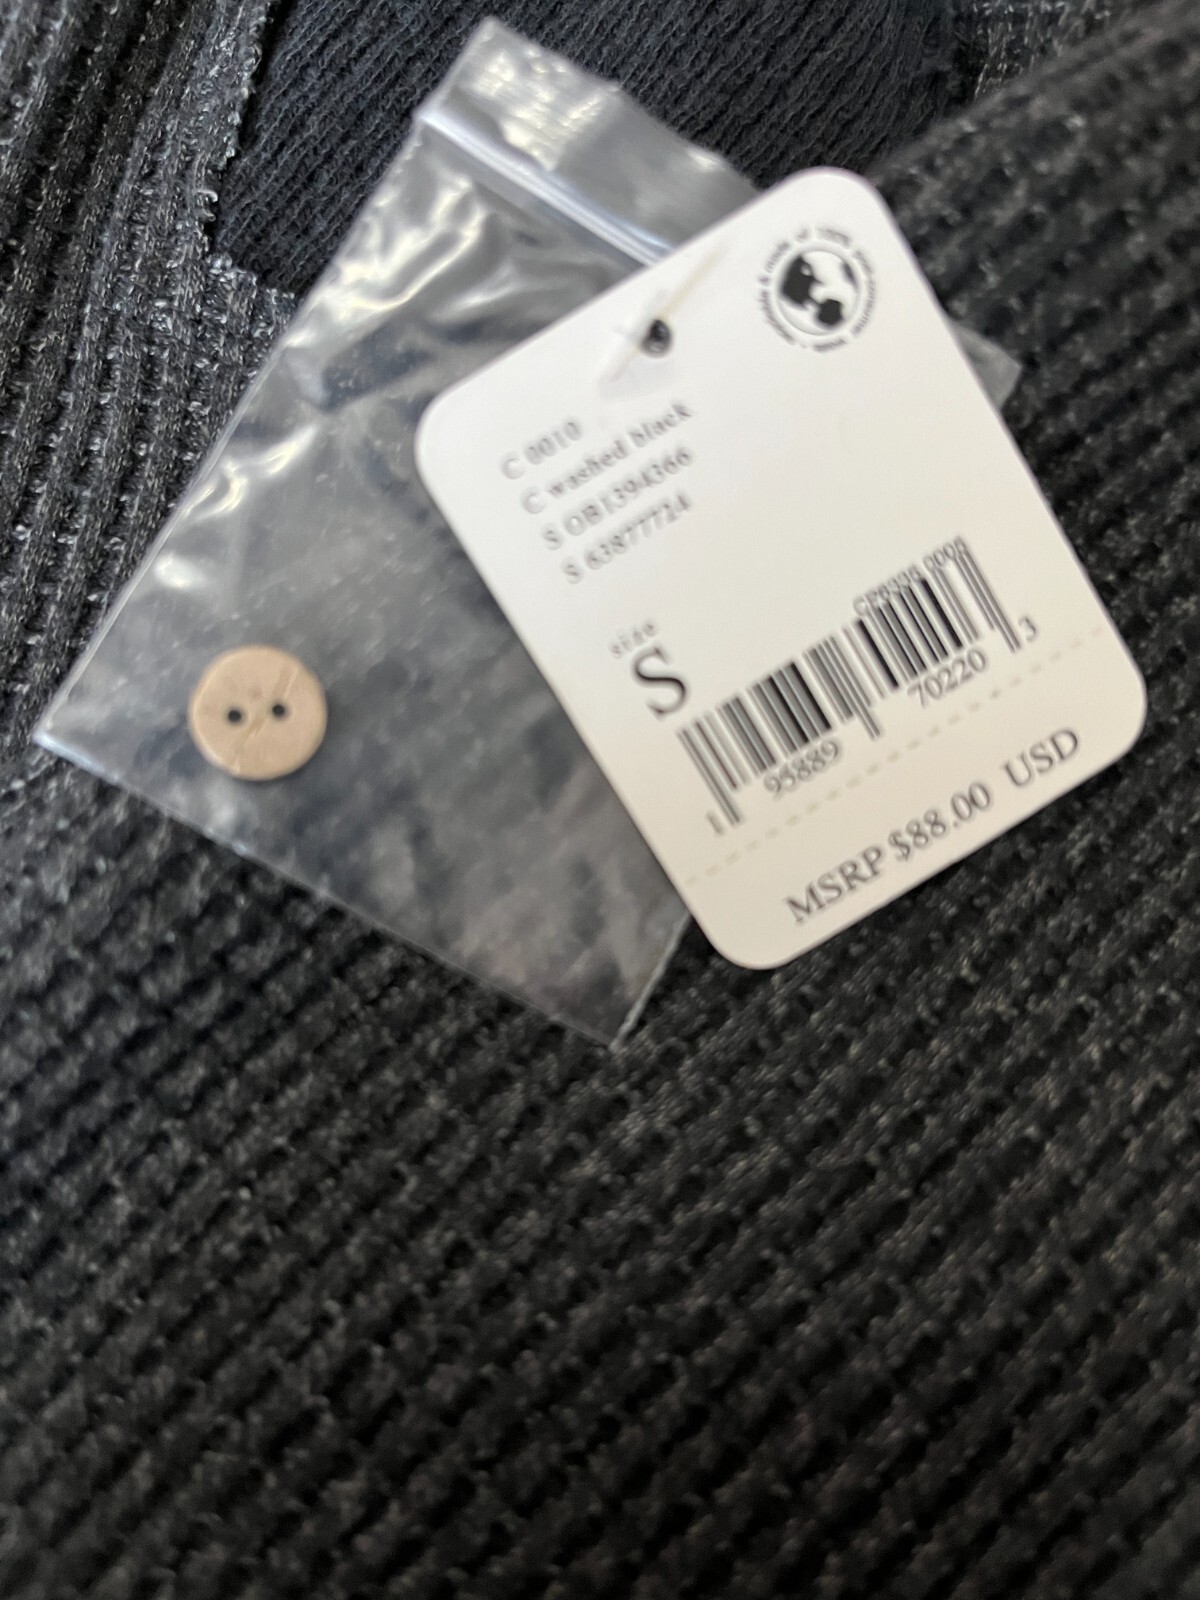 C 0010
C washed black
S OB1394366
S 63877724
size
S
1 95889 70220 3
MSRP $88.00 USD